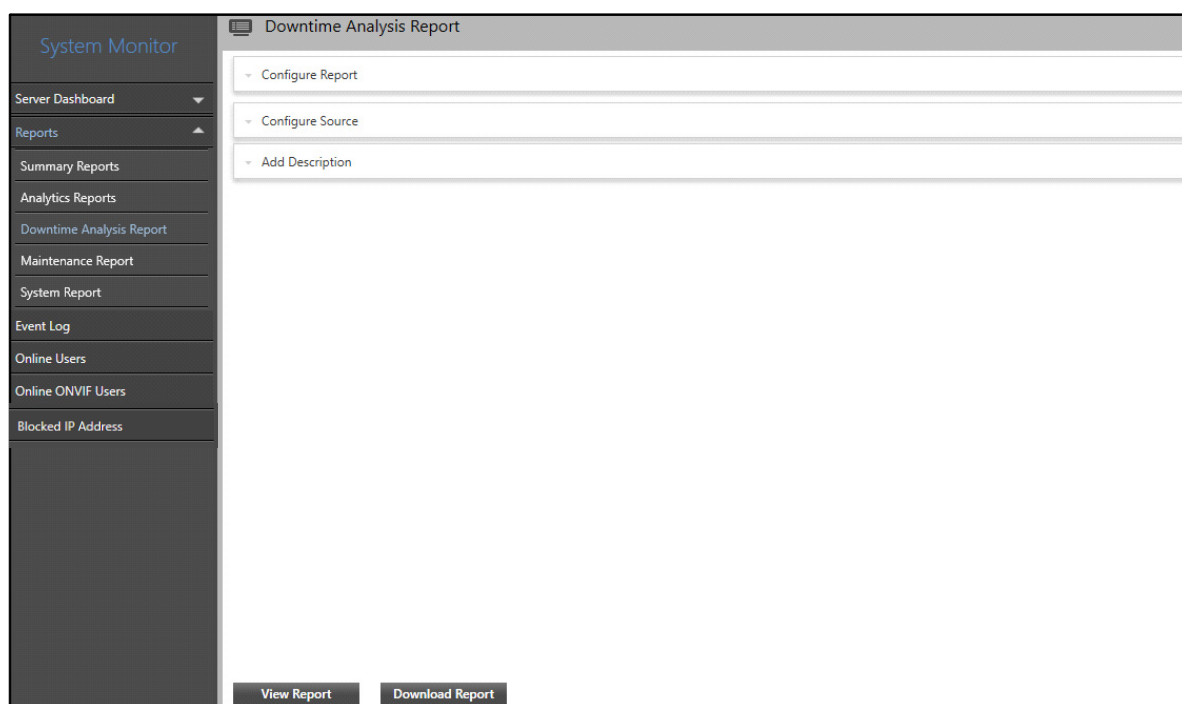 System Monitor
Server Dashboard
Reports
Summary Reports
Analytics Reports
Downtime Analysis Report
Maintenance Report
System Report
Event Log
Online Users
Online ONVIF Users
Blocked IP Address
Downtime Analysis Report
Configure Report
Configure Source
Add Description
View Report
Download Report